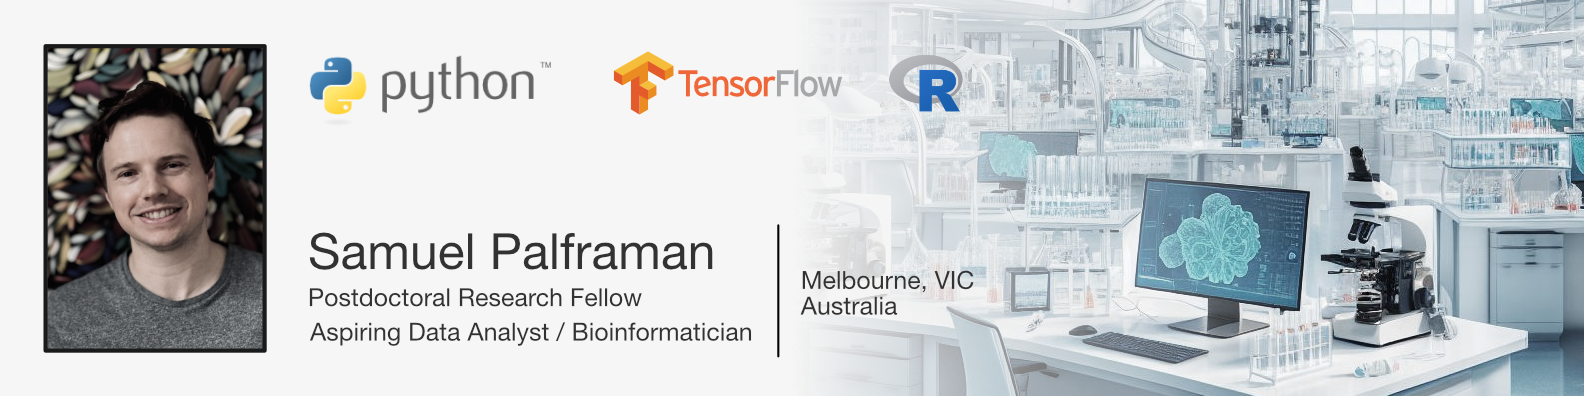 python™
TensorFlow
R
Samuel Palframan
Postdoctoral Research Fellow
Aspiring Data Analyst / Bioinformatician
Melbourne, VIC
Australia